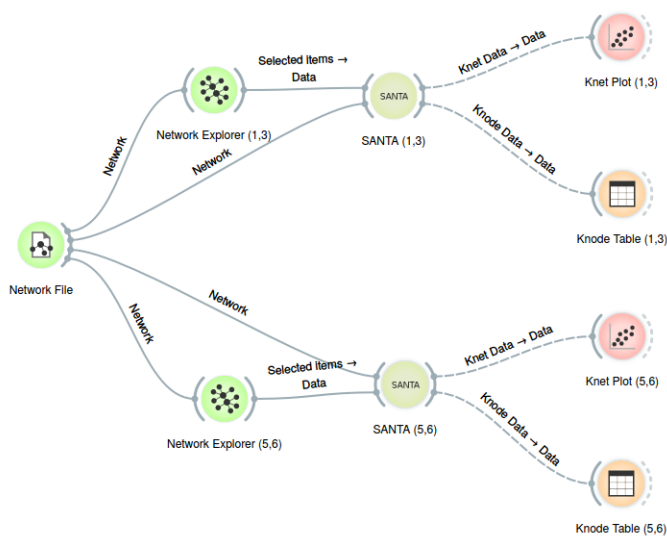 Selected Items →
Data
Knet Data → Data
Knet Plot (1,3)
SANTA
Network
Network Explorer (1,3)
SANTA (1,3)
Network
Knode Data → Data
Knode Table (1,3)
Network File
Network
Network
Selected Items →
Data
Knet Data → Data
Knet Plot (5,6)
SANTA
Network Explorer (5,6)
SANTA (5,6)
Knode Data → Data
Knode Table (5,6)